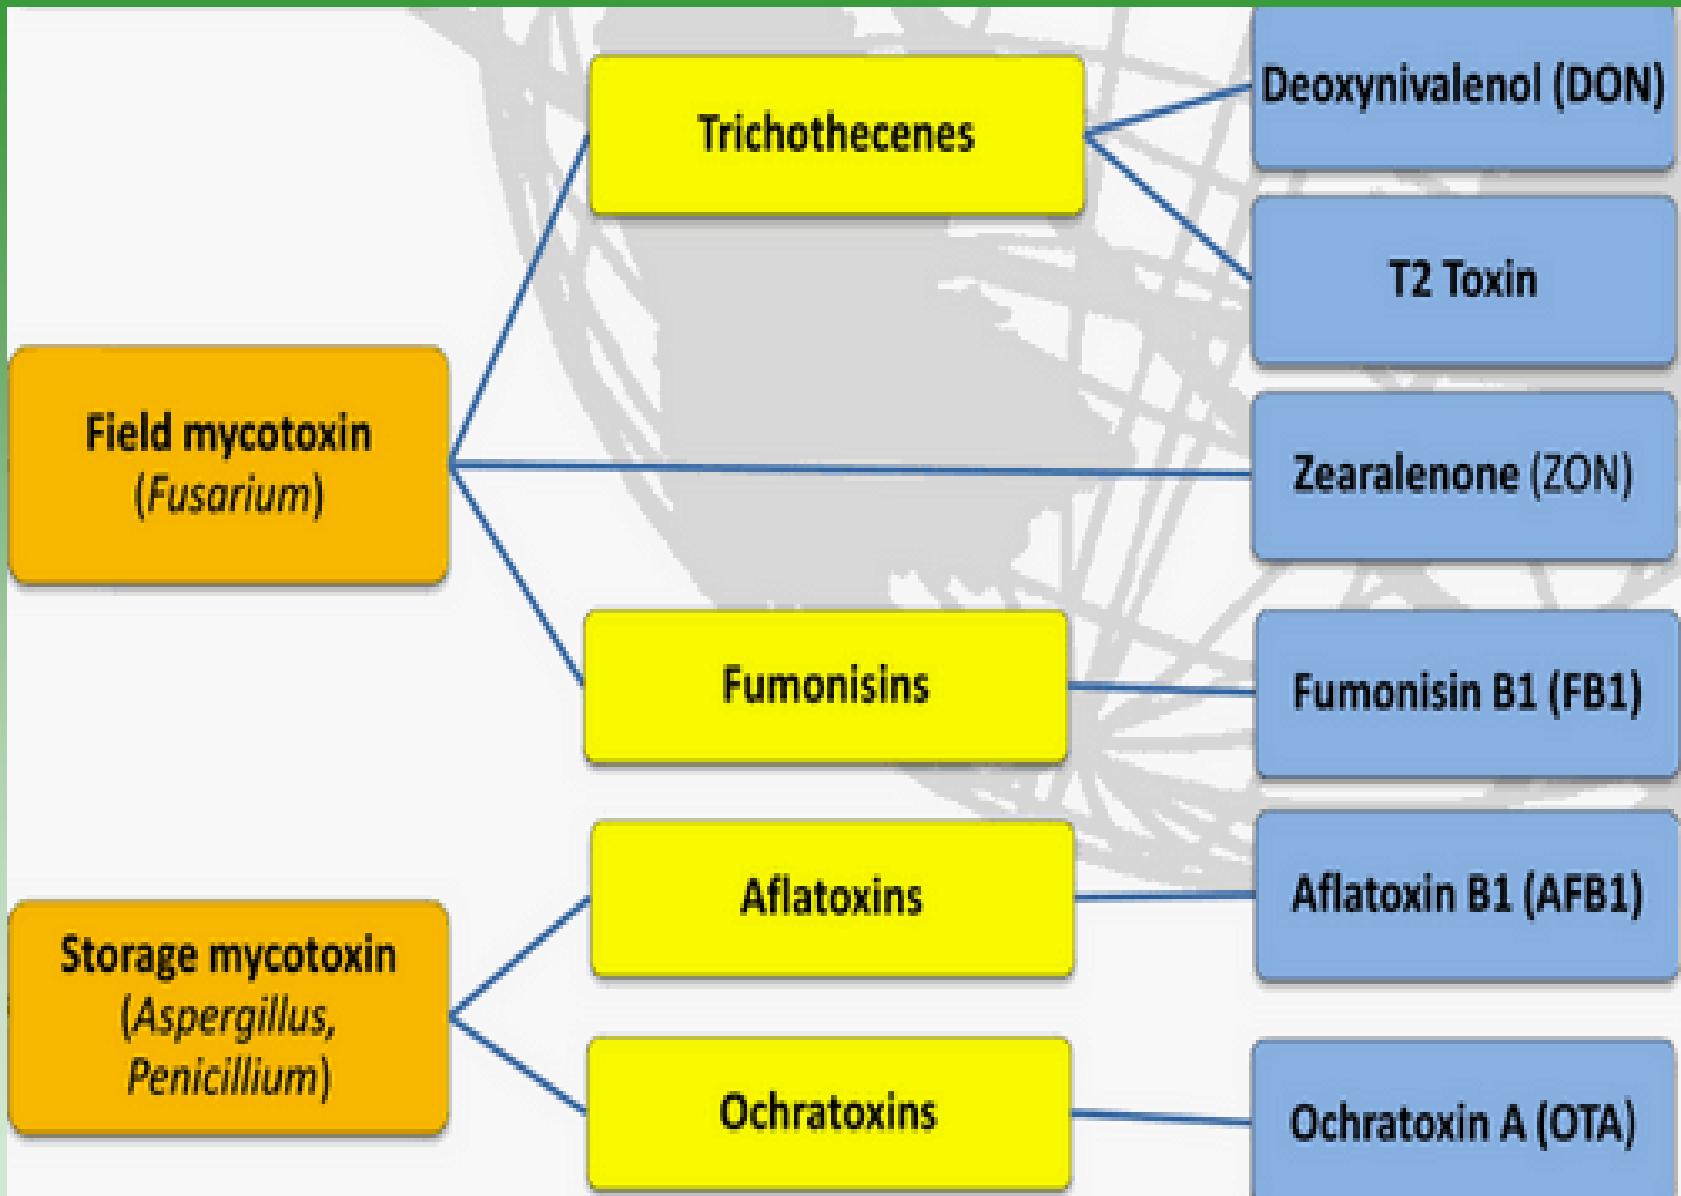 Trichothecenes
Deoxynivalenol (DON)
T2 Toxin
Field mycotoxin
(Fusarium)
Zearalenone (ZON)
Fumonisins
Fumonisin B1 (FB1)
Aflatoxins
Aflatoxin B1 (AFB1)
Storage mycotoxin
(Aspergillus,
Penicillium)
Ochratoxins
Ochratoxin A (OTA)